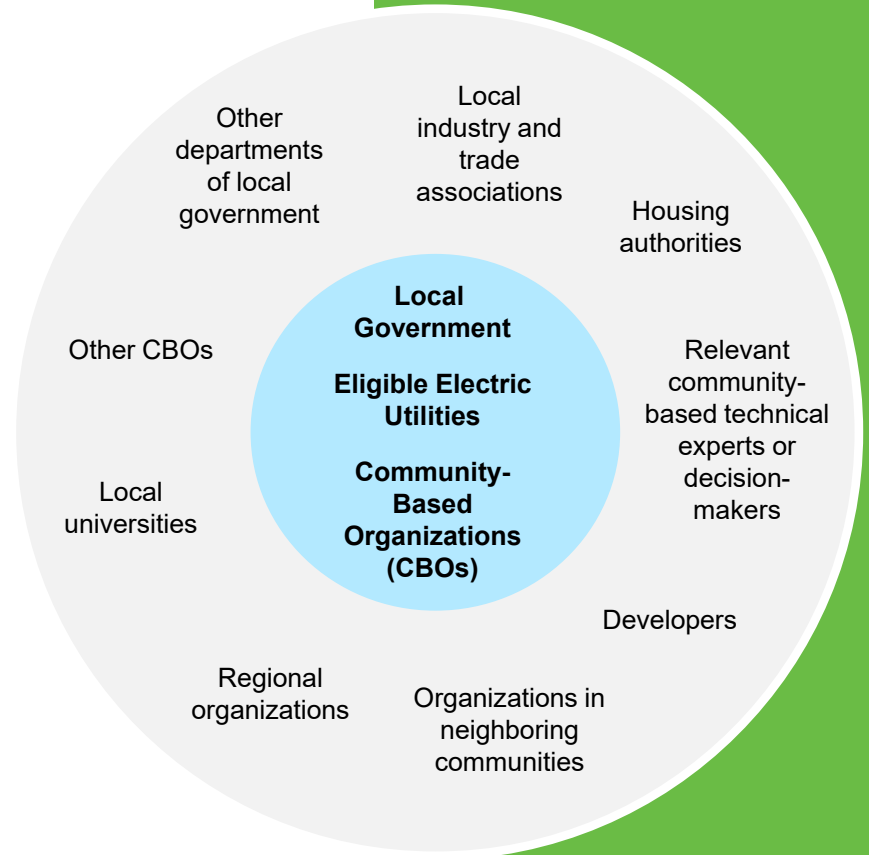 Local
industry and
trade
associations
Other
departments
of local
government
Housing
authorities
Local
Government
Eligible Electric
Utilities
Community-
Based
Organizations
(CBOs)
Other CBOs
Relevant
community-
based technical
experts or
decision-
makers
Local
universities
Developers
Regional
organizations
Organizations in
neighboring
communities